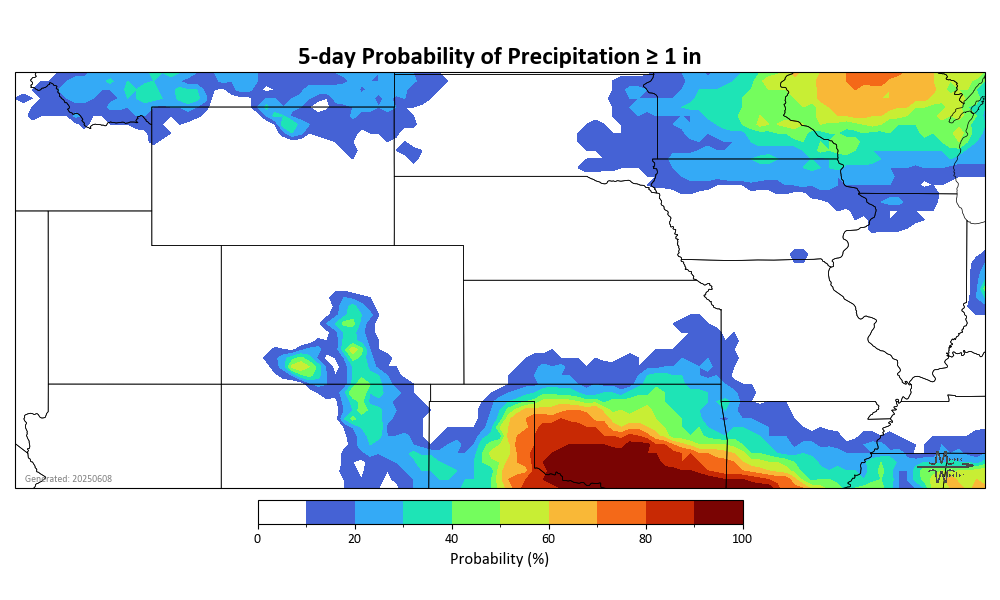 5-day Probability of Precipitation ≥ 1 in
Generated: 20250608
0 20 40 60 80 100
Probability (%)